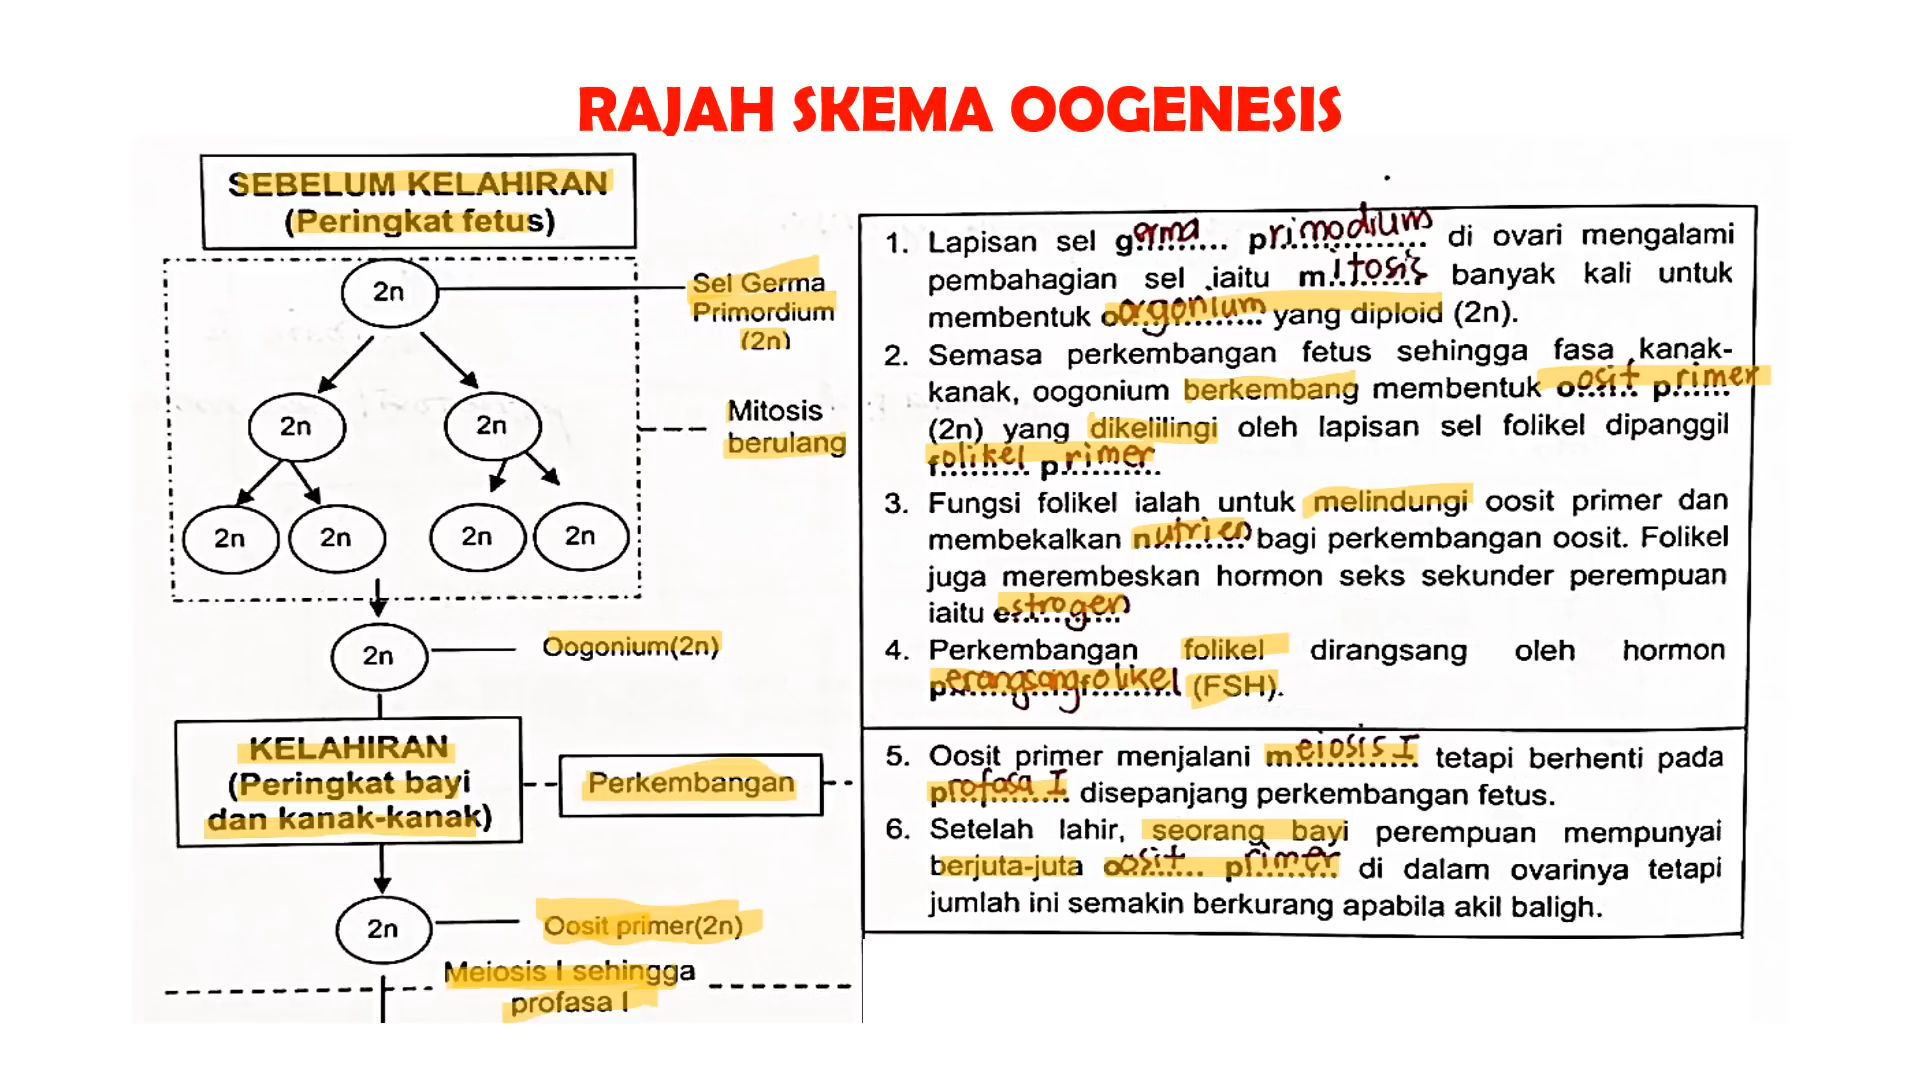 RAJAH SKEMA OOGENESIS
SEBELUM KELAHIRAN
(Peringkat fetus)
2n
Sel Germa
Primordium
(2n)
2n
2n
Mitosis
berulang
2n
2n
2n
2n
2n
Oogonium(2n)
KELAHIRAN
(Peringkat bayi
dan kanak-kanak)
Perkembangan
2n
Oosit primer(2n)
Meiosis I sehingga
profasa I
1. Lapisan sel germa primodium di ovari mengalami
pembahagian sel iaitu mitosis banyak kali untuk
membentuk oorgonium yang diploid (2n).
2. Semasa perkembangan fetus sehingga fasa kanak-
kanak, oogonium berkembang membentuk oosit primer
(2n) yang dikelilingi oleh lapisan sel folikel dipanggil
folikel primer.
3. Fungsi folikel ialah untuk melindungi oosit primer dan
membekalkan nutrien bagi perkembangan oosit. Folikel
juga merembeskan hormon seks sekunder perempuan
iaitu estrogen
4. Perkembangan folikel dirangsang oleh hormon
perangsang folikel (FSH).
5. Oosit primer menjalani meiosis I tetapi berhenti pada
profasa I disepanjang perkembangan fetus.
6. Setelah lahir, seorang bayi perempuan mempunyai
berjuta-juta oosit primer di dalam ovarinya tetapi
jumlah ini semakin berkurang apabila akil baligh.